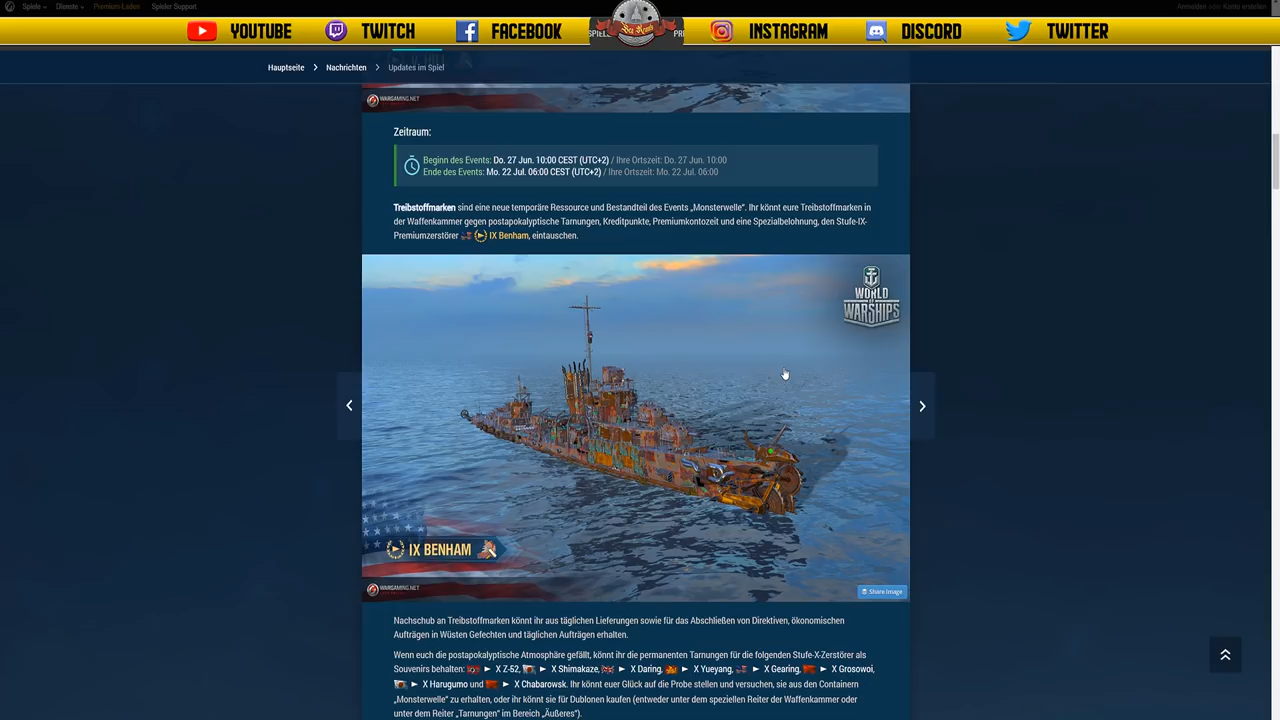 Spiele Dienste Premium-Laden Spieler Support Anmelden oder Konto erstellen
YOUTUBE TWITCH FACEBOOK SPIEL PR INSTAGRAM DISCORD TWITTER
Hauptseite > Nachrichten > Updates im Spiel
WARGAMING.NET
Zeitraum:
Beginn des Events: Do. 27 Jun. 10:00 CEST (UTC+2) / Ihre Ortszeit: Do. 27 Jun. 10:00
Ende des Events: Mo. 22 Jul. 06:00 CEST (UTC+2) / Ihre Ortszeit: Mo. 22 Jul. 06:00
Treibstoffmarken sind eine neue temporäre Ressource und Bestandteil des Events „Monsterwelle“. Ihr könnt eure Treibstoffmarken in
der Waffenkammer gegen postapokalyptische Tarnungen, Kreditpunkte, Premiumkontozeit und eine Spezialbelohnung, den Stufe-IX-
Premiumzerstörer IX Benham, eintauschen.
WORLD
OF
WARSHIPS
IX BENHAM
WARGAMING.NET
Share Image
Nachschub an Treibstoffmarken könnt ihr aus täglichen Lieferungen sowie für das Abschließen von Direktiven, ökonomischen
Aufträgen in Wüsten Gefechten und täglichen Aufträgen erhalten.
Wenn euch die postapokalyptische Atmosphäre gefällt, könnt ihr die permanenten Tarnungen für die folgenden Stufe-X-Zerstörer als
Souvenirs behalten: X Z-52, X Shimakaze, X Daring, X Yueyang, X Gearing, X Grosowoi,
X Harugumo und X Chabarowsk. Ihr könnt euer Glück auf die Probe stellen und versuchen, sie aus den Containern
„Monsterwelle“ zu erhalten, oder ihr könnt sie für Dublonen kaufen (entweder unter dem speziellen Reiter der Waffenkammer oder
unter dem Reiter „Tarnungen“ im Bereich „Äußeres“).